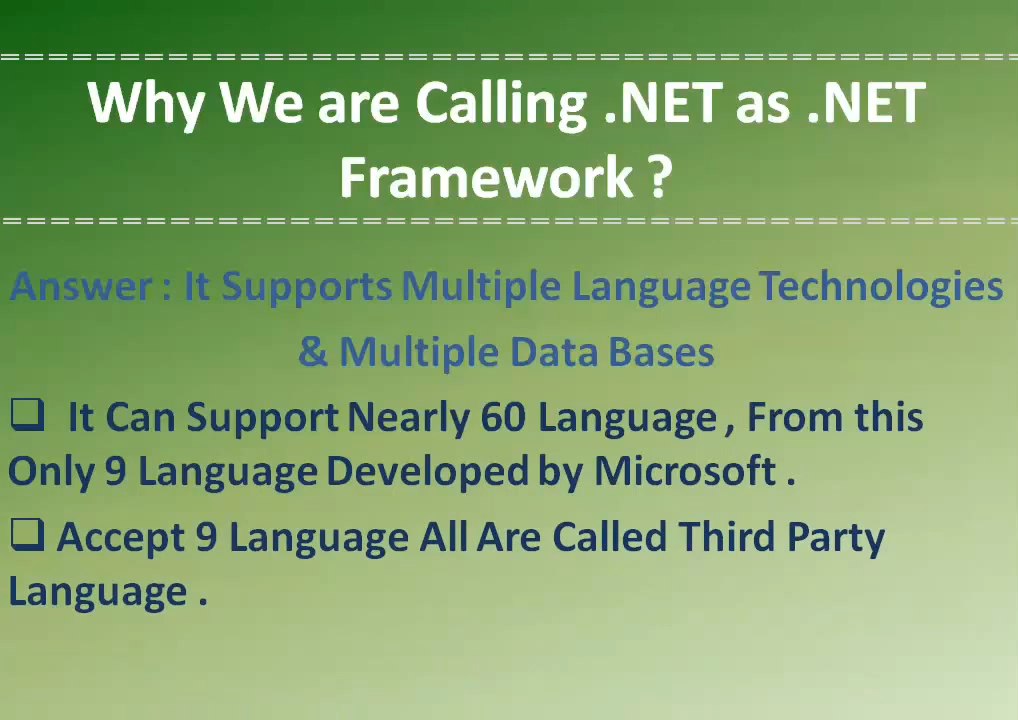 Why We are Calling .NET as .NET
Framework ?
Answer : It Supports Multiple Language Technologies
& Multiple Data Bases
❑ It Can Support Nearly 60 Language , From this
Only 9 Language Developed by Microsoft .
❑ Accept 9 Language All Are Called Third Party
Language .